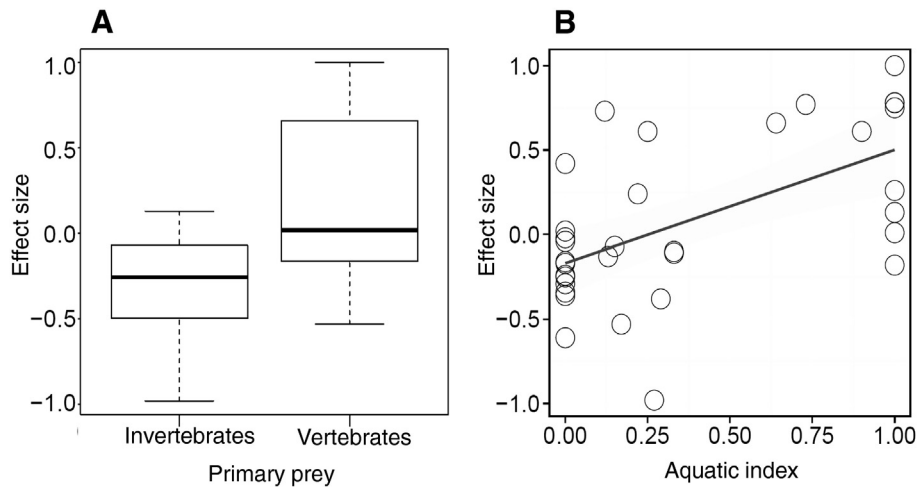 A
Effect size
1.0
0.5
0.0
−0.5
−1.0
Invertebrates Vertebrates
Primary prey
B
Effect size
1.0
0.5
0.0
−0.5
−1.0
0.00 0.25 0.50 0.75 1.00
Aquatic index